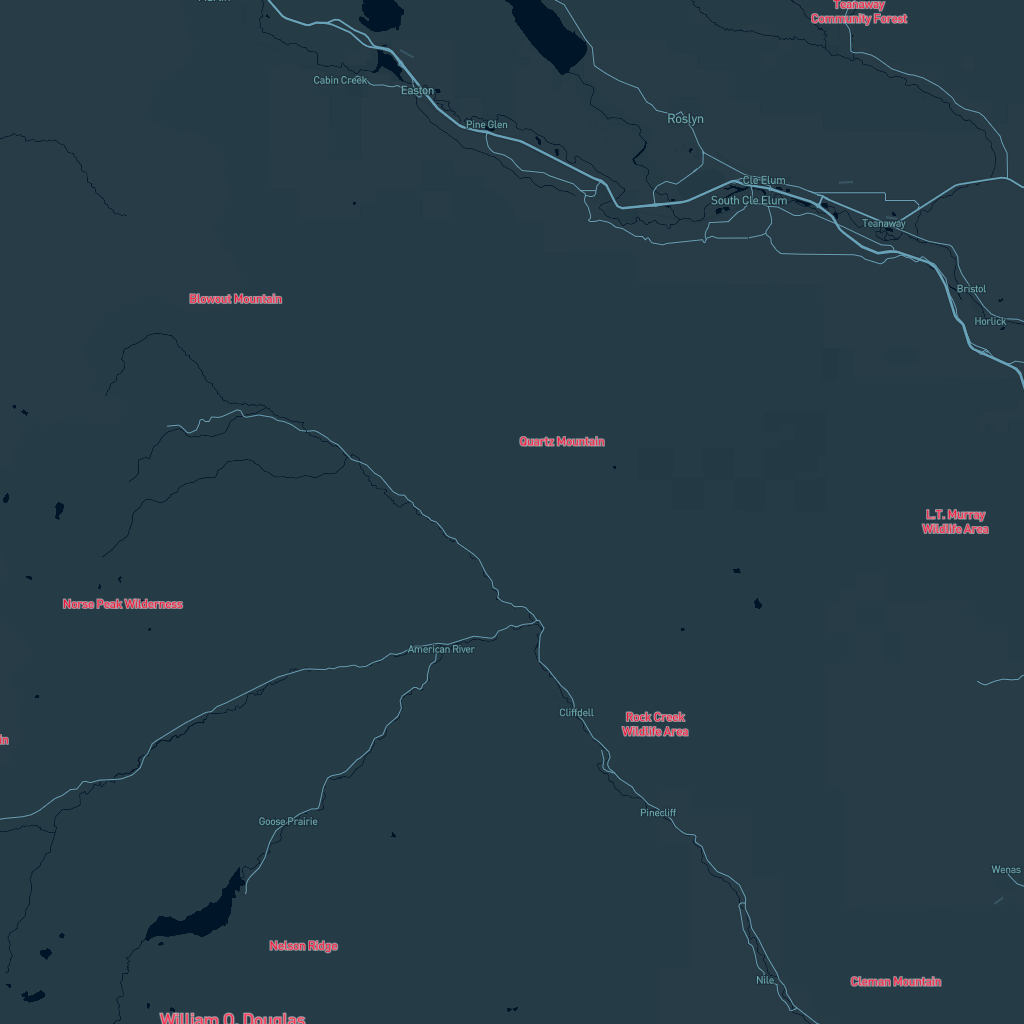 Teanaway
Community Forest
Cabin Creek
Easton
Roslyn
Pine Glen
Cle Elum
South Cle Elum
Teanaway
Bristol
Blowout Mountain
Horlick
Quartz Mountain
L.T. Murray
Wildlife Area
Norse Peak Wilderness
American River
Cliffdell
Rock Creek
Wildlife Area
Pinecliff
Goose Prairie
Wenas
Nelson Ridge
Nile
Cleman Mountain
William O. Douglas